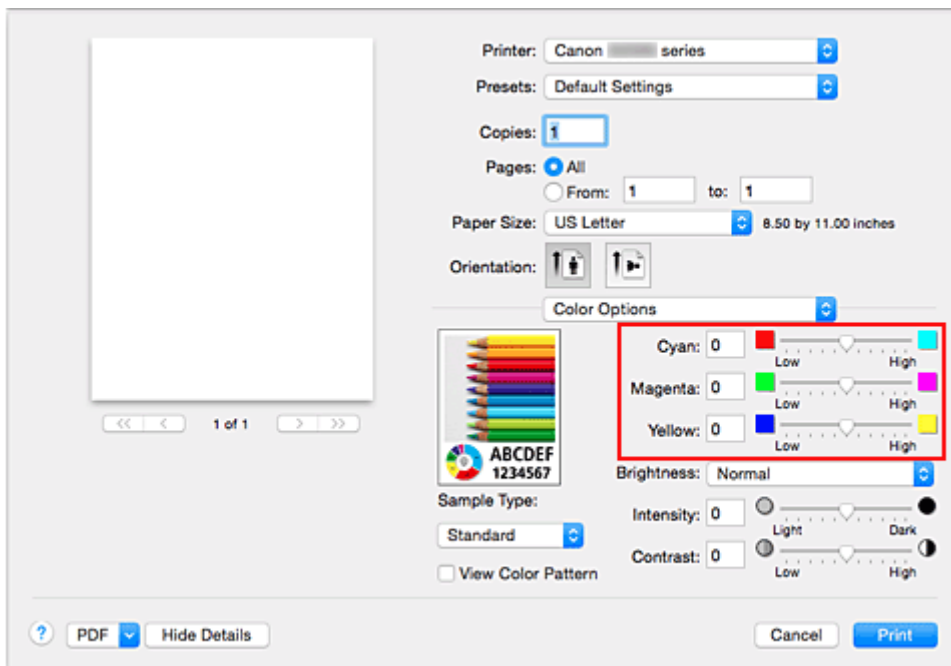 Printer: Canon series
Presets: Default Settings
Copies: 1
Pages: All
From: 1 to: 1
Paper Size: US Letter 8.50 by 11.00 inches
Orientation:
Color Options
Cyan: 0
Low High
Magenta: 0
Low High
Yellow: 0
Low High
ABCDEF
1234567
Sample Type:
Standard
View Color Pattern
Brightness: Normal
Intensity: 0
Light Dark
Contrast: 0
Low High
<< < 1 of 1 > >>
? PDF Hide Details Cancel Print